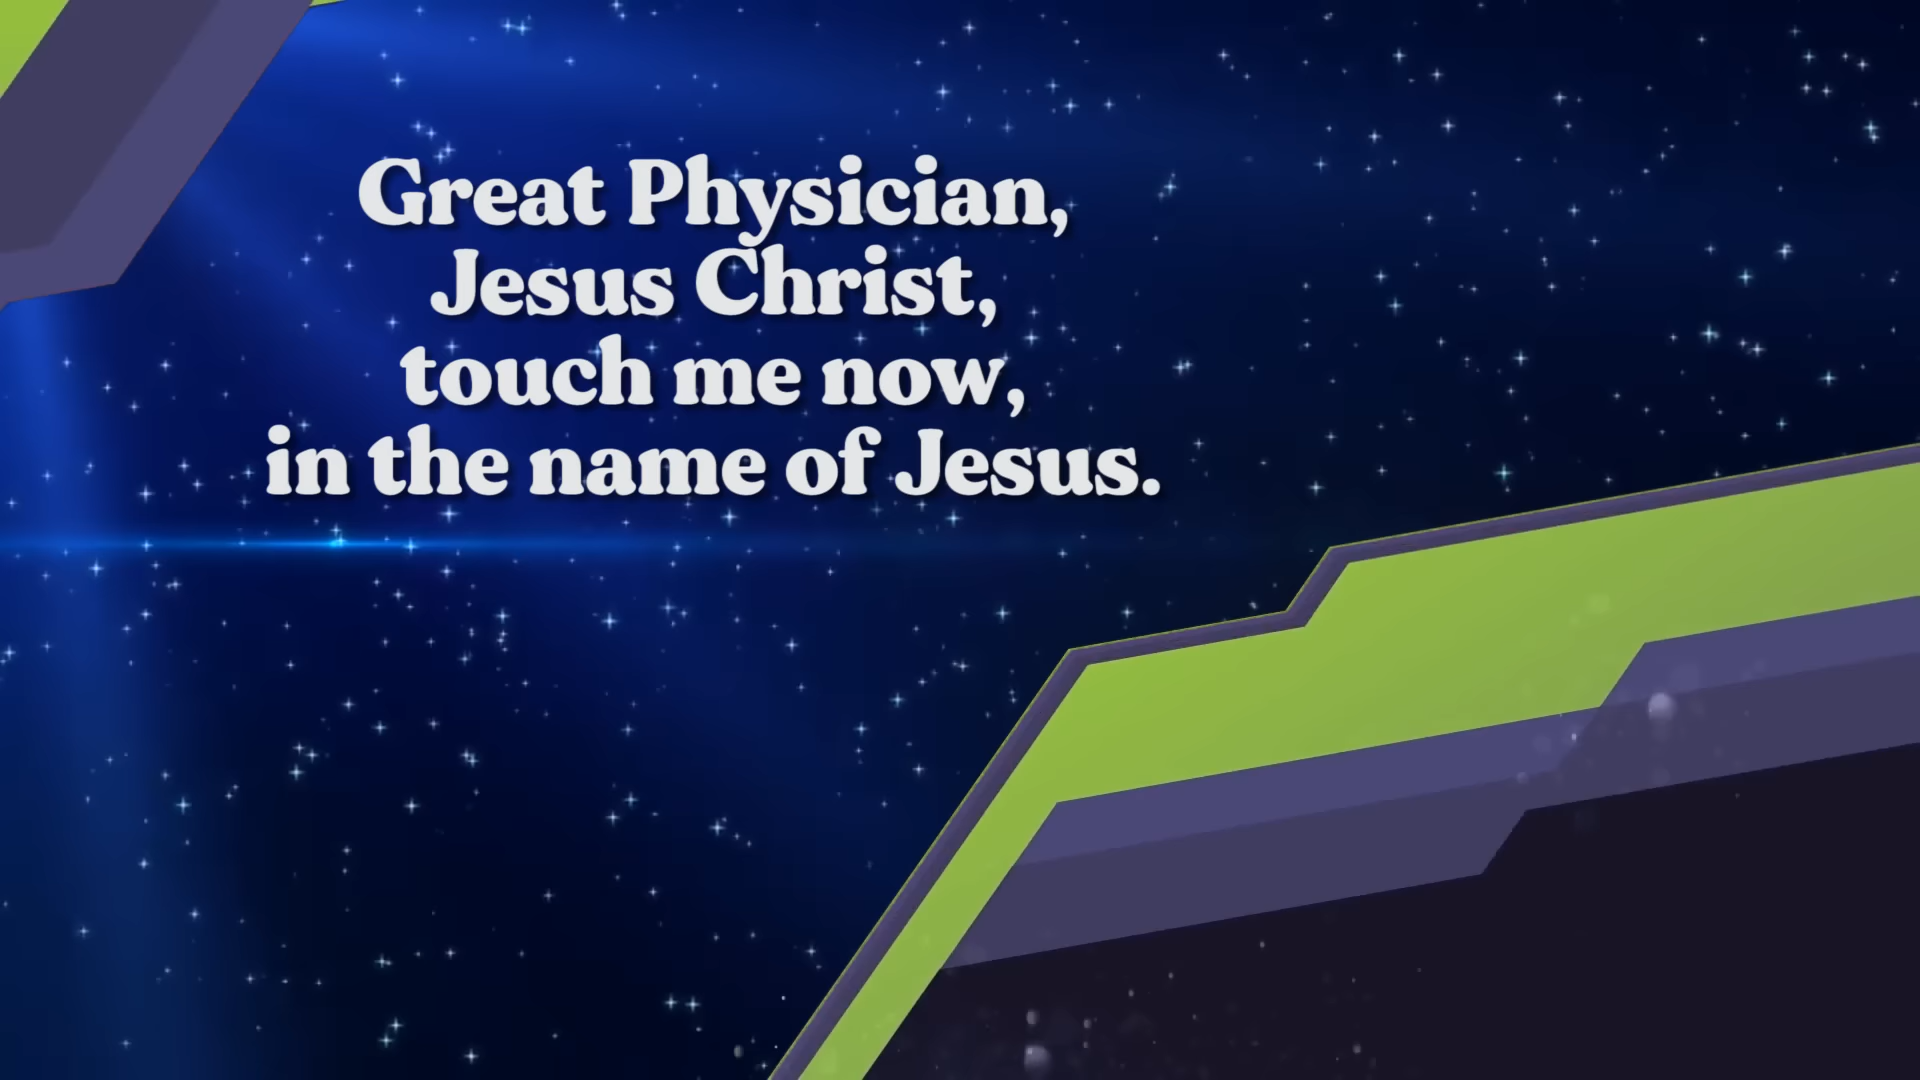 Great Physician,
Jesus Christ,
touch me now,
in the name of Jesus.